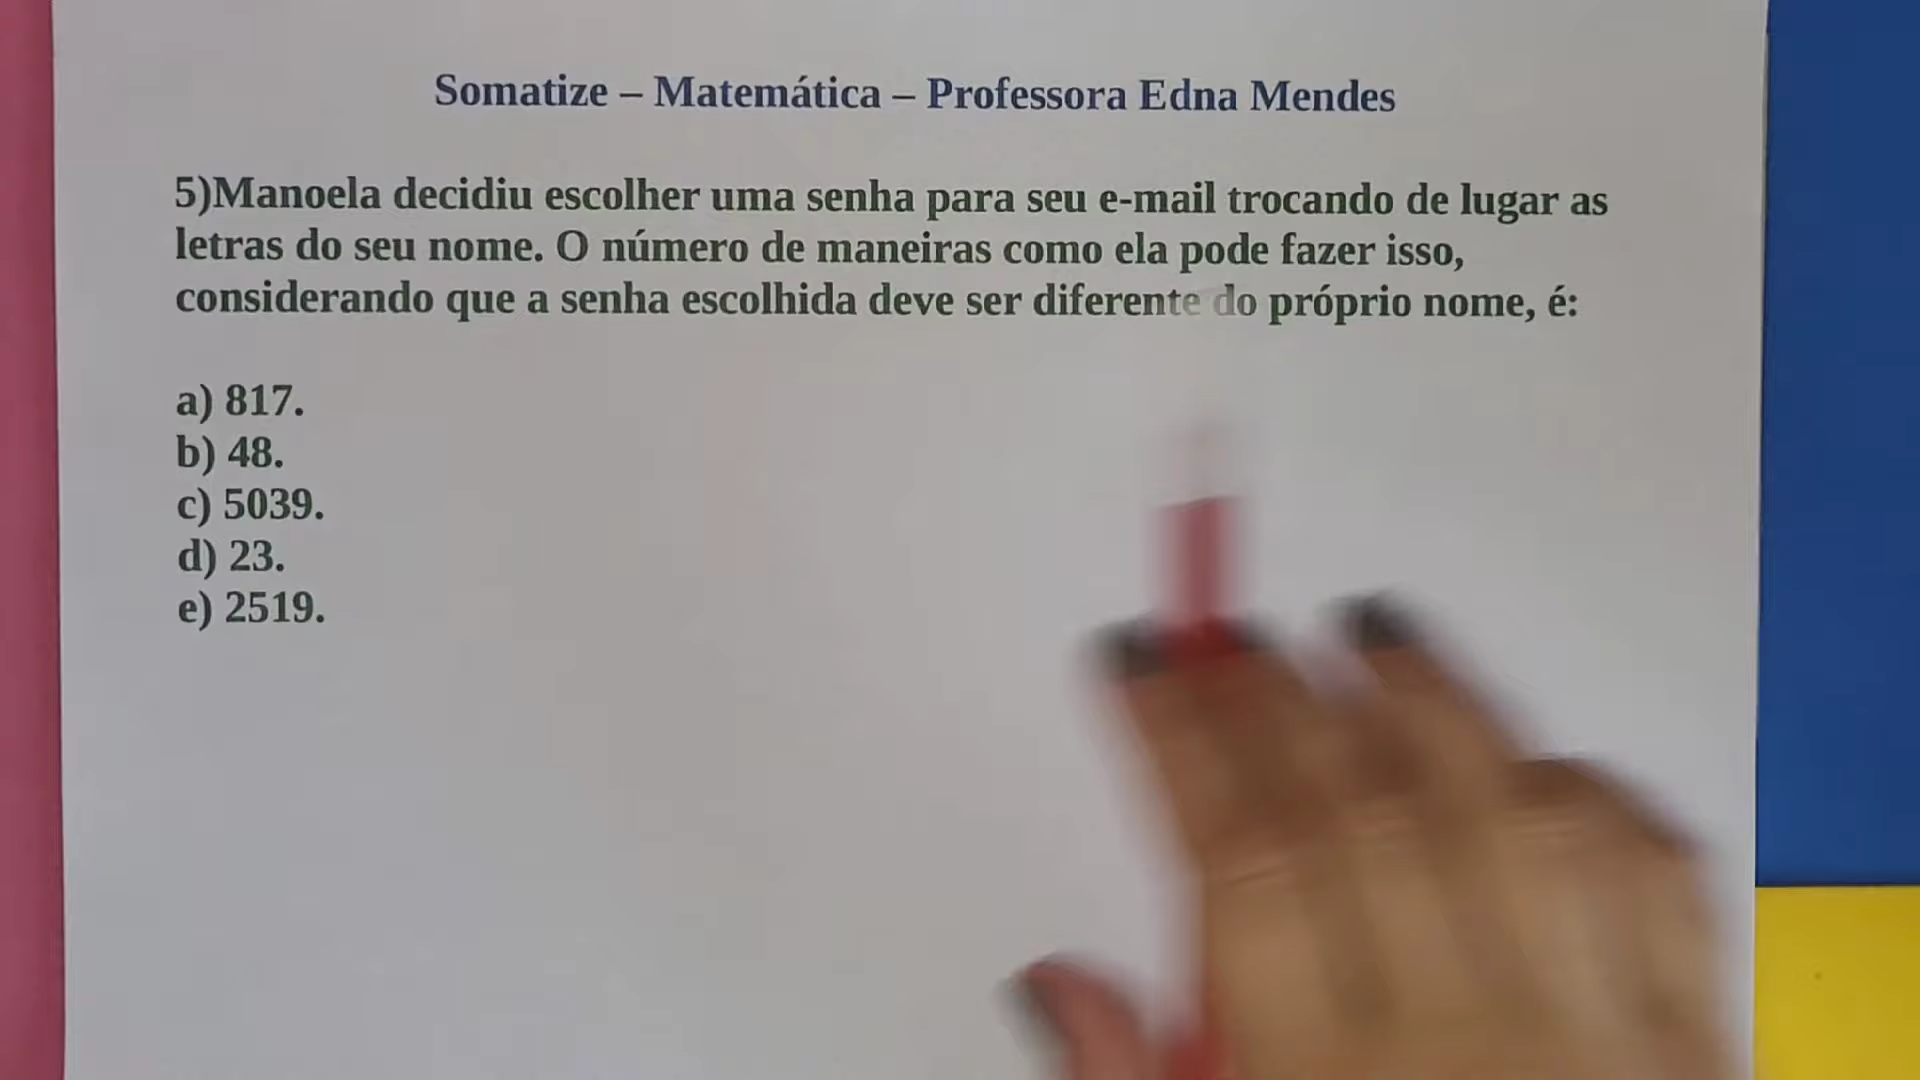 Somatize – Matemática – Professora Edna Mendes
5)Manoela decidiu escolher uma senha para seu e-mail trocando de lugar as
letras do seu nome. O número de maneiras como ela pode fazer isso,
considerando que a senha escolhida deve ser diferente do próprio nome, é:
a) 817.
b) 48.
c) 5039.
d) 23.
e) 2519.